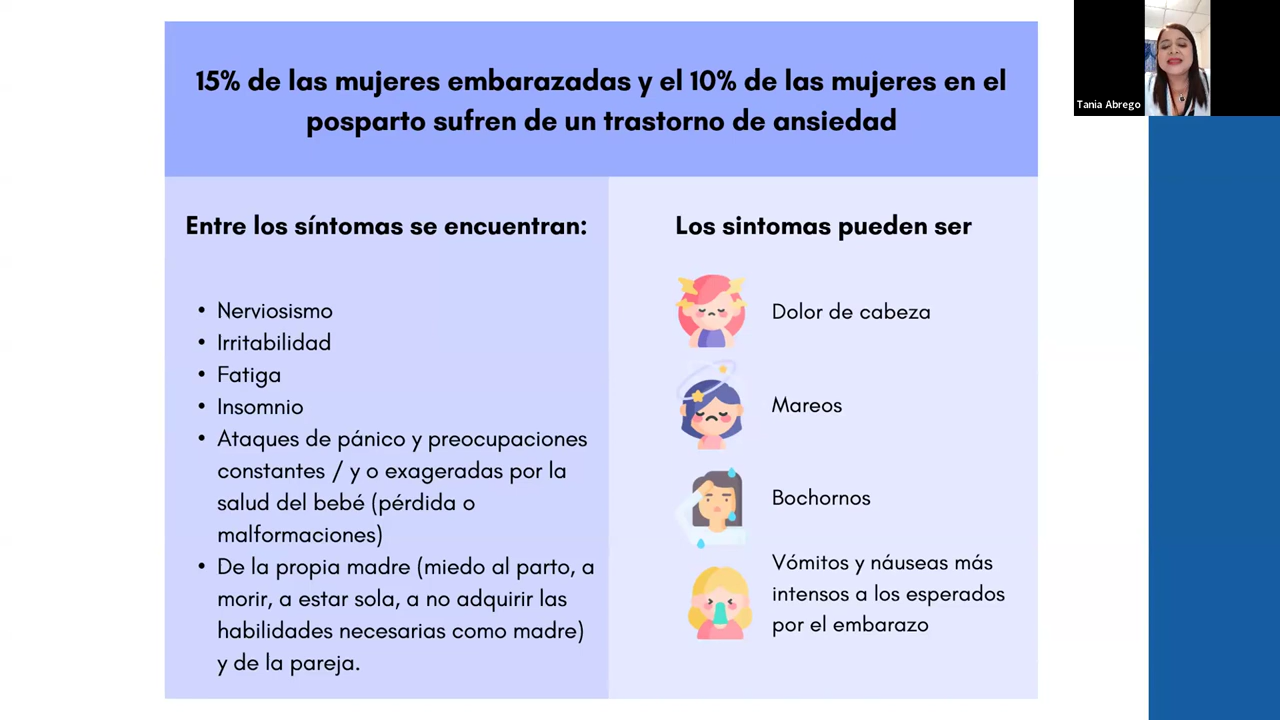 15% de las mujeres embarazadas y el 10% de las mujeres en el
posparto sufren de un trastorno de ansiedad
Entre los síntomas se encuentran:
• Nerviosismo
• Irritabilidad
• Fatiga
• Insomnio
• Ataques de pánico y preocupaciones
constantes / y o exageradas por la
salud del bebé (pérdida o
malformaciones)
• De la propia madre (miedo al parto, a
morir, a estar sola, a no adquirir las
habilidades necesarias como madre)
y de la pareja.
Los sintomas pueden ser
Dolor de cabeza
Mareos
Bochornos
Vómitos y náuseas más
intensos a los esperados
por el embarazo
Tania Abrego